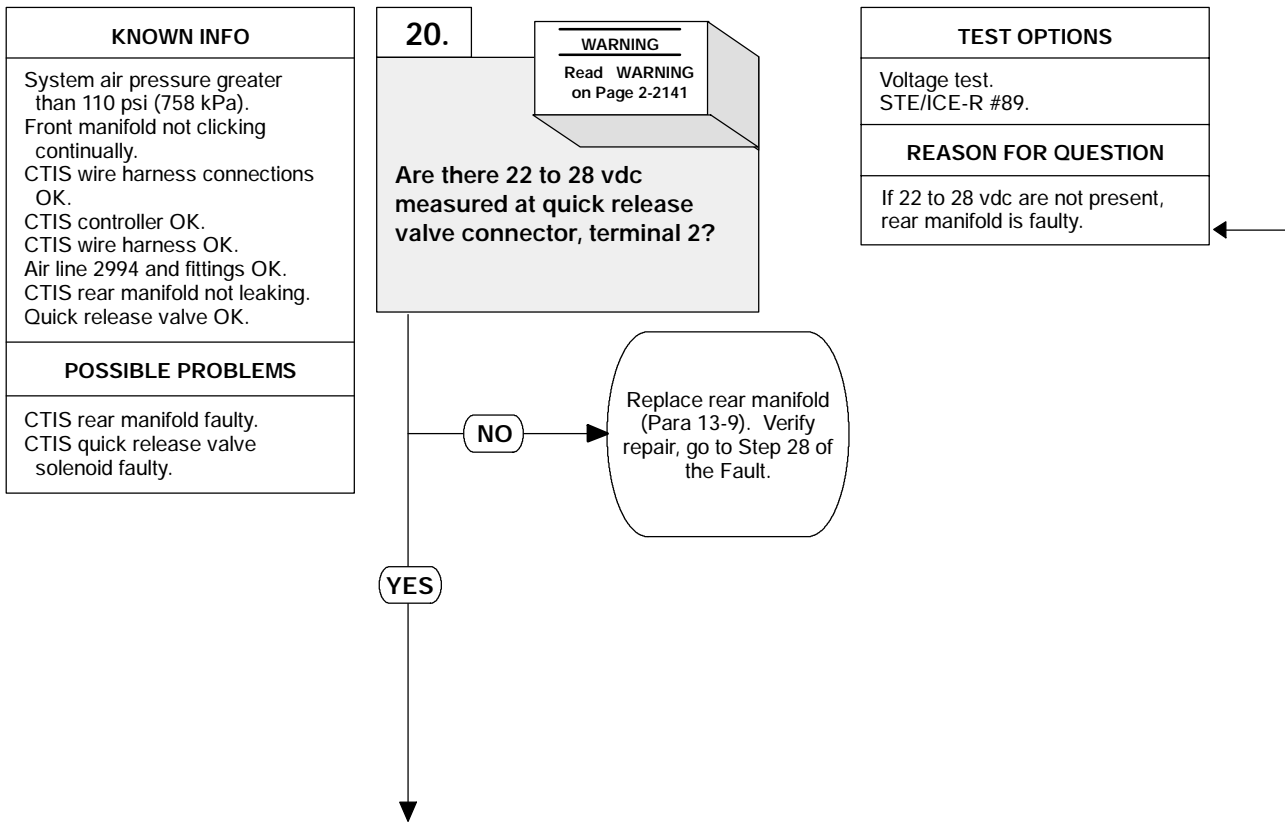 KNOWN INFO
System air pressure greater
than 110 psi (758 kPa).
Front manifold not clicking
continually.
CTIS wire harness connections
OK.
CTIS controller OK.
CTIS wire harness OK.
Air line 2994 and fittings OK.
CTIS rear manifold not leaking.
Quick release valve OK.
POSSIBLE PROBLEMS
CTIS rear manifold faulty.
CTIS quick release valve
solenoid faulty.
20.
WARNING
Read WARNING
on Page 2-2141
Are there 22 to 28 vdc
measured at quick release
valve connector, terminal 2?
TEST OPTIONS
Voltage test.
STE/ICE-R #89.
REASON FOR QUESTION
If 22 to 28 vdc are not present,
rear manifold is faulty.
NO
Replace rear manifold
(Para 13-9). Verify
repair, go to Step 28 of
the Fault.
YES